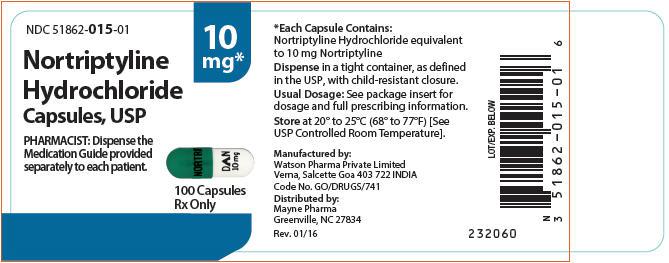 NDC 51862-015-01
Nortriptyline
Hydrochloride
Capsules, USP
PHARMACIST: Dispense the
Medication Guide provided
separately to each patient.
10
mg*
NORTRI
DAN
10 mg
100 Capsules
Rx Only
*Each Capsule Contains:
Nortriptyline Hydrochloride equivalent
to 10 mg Nortriptyline
Dispense in a tight container, as defined
in the USP, with child-resistant closure.
Usual Dosage: See package insert for
dosage and full prescribing information.
Store at 20° to 25°C (68° to 77°F) [See
USP Controlled Room Temperature].
Manufactured by:
Watson Pharma Private Limited
Verna, Salcette Goa 403 722 INDIA
Code No. GO/DRUGS/741
Distributed by:
Mayne Pharma
Greenville, NC 27834
Rev. 01/16
232060
LOT/EXP. BELOW
N
3 51862-015-01 6